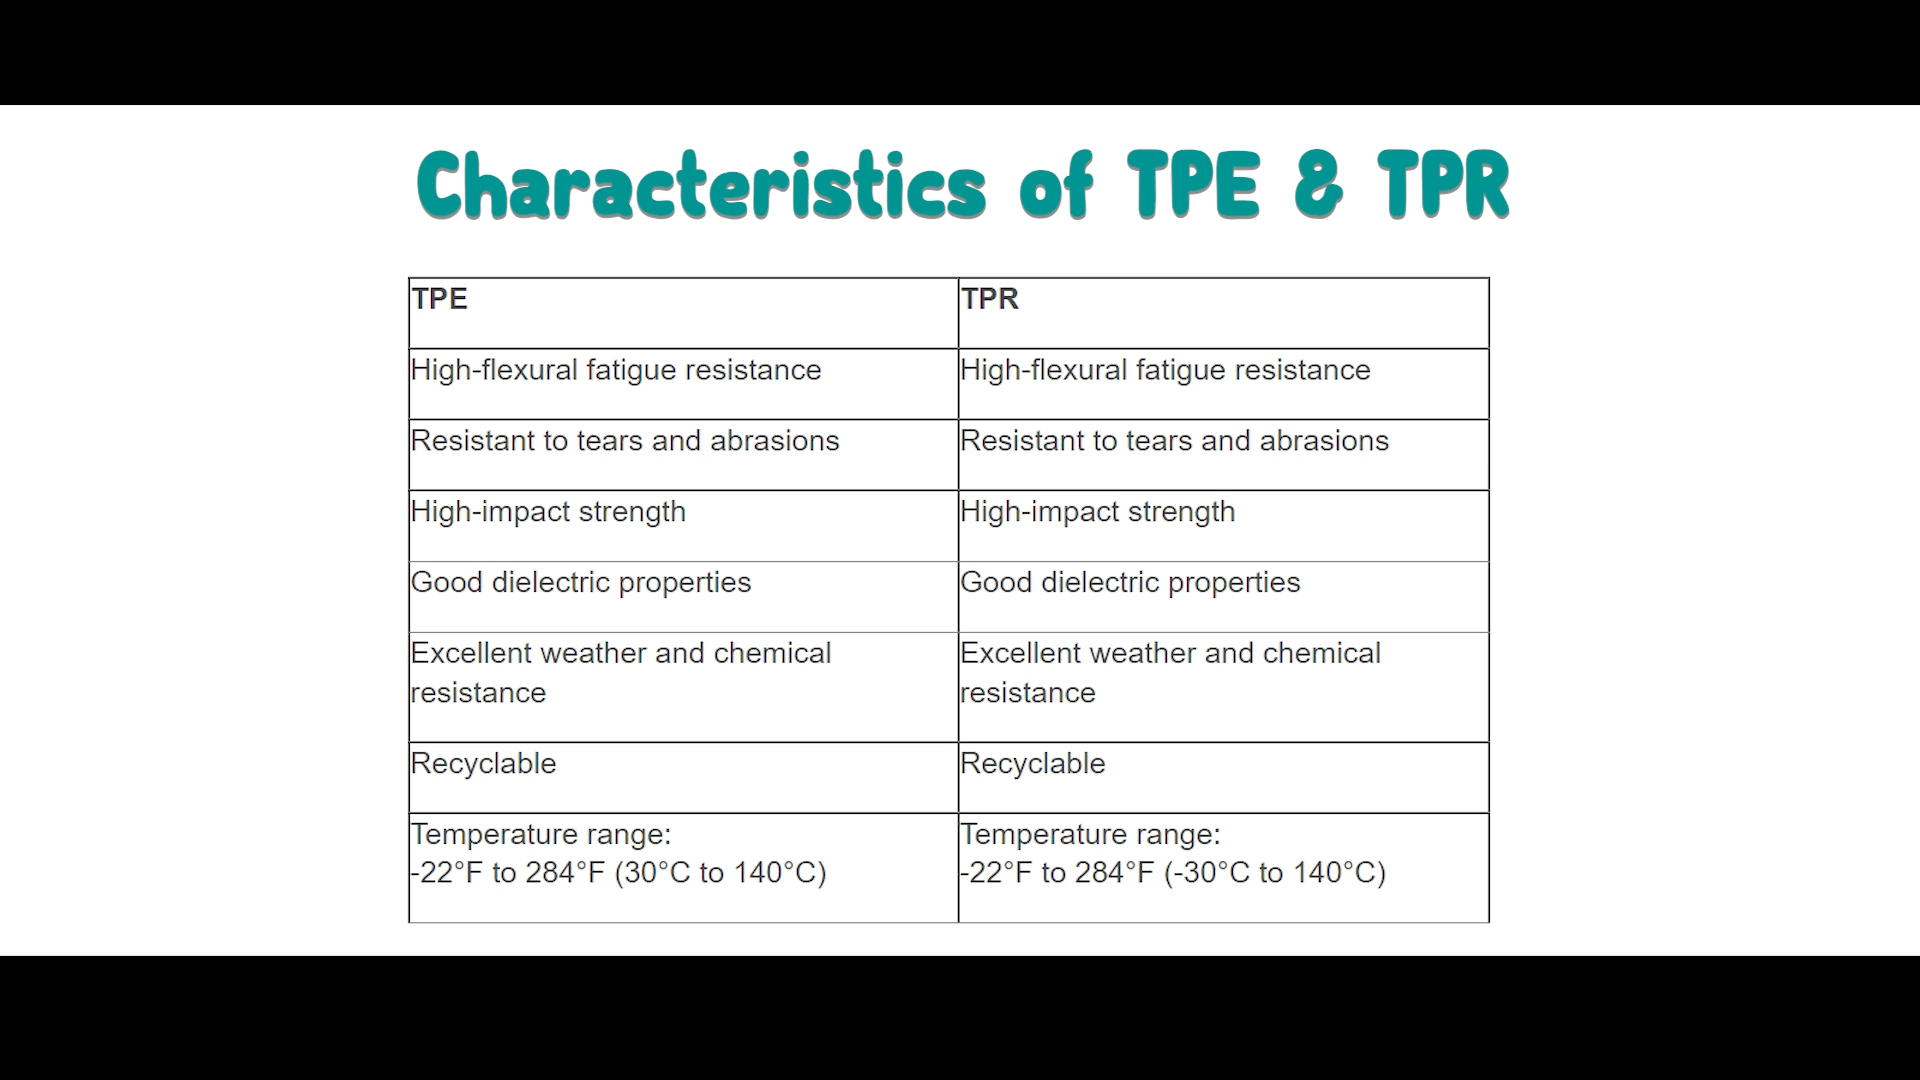 Characteristics of TPE & TPR
TPE
TPR
High-flexural fatigue resistance
High-flexural fatigue resistance
Resistant to tears and abrasions
Resistant to tears and abrasions
High-impact strength
High-impact strength
Good dielectric properties
Good dielectric properties
Excellent weather and chemical
resistance
Excellent weather and chemical
resistance
Recyclable
Recyclable
Temperature range:
-22°F to 284°F (30°C to 140°C)
Temperature range:
-22°F to 284°F (-30°C to 140°C)